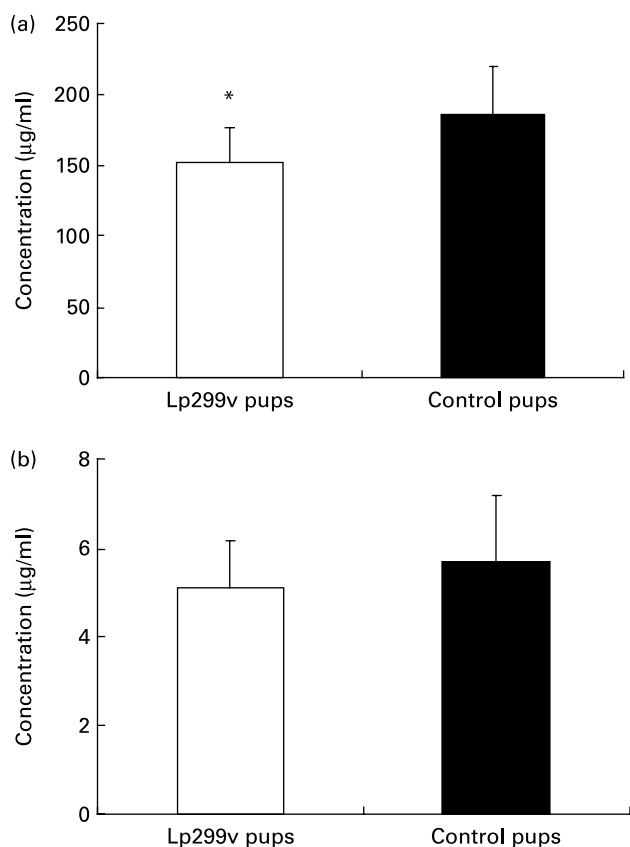 (a)
250
200
150
100
50
0
Concentration (μg/ml)
*
Lp299v pups Control pups
(b)
8
6
4
2
0
Concentration (μg/ml)
Lp299v pups Control pups